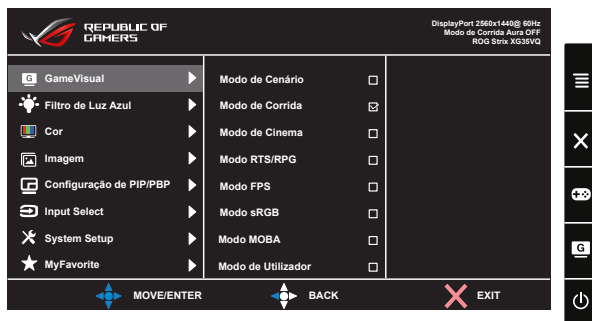 REPUBLIC OF
GAMERS
DisplayPort 2560x1440@ 60Hz
Modo de Corrida Aura OFF
ROG Strix XG35VQ
G GameVisual
Filtro de Luz Azul
Cor
Imagem
Configuração de PIP/PBP
Input Select
System Setup
MyFavorite
Modo de Cenário
Modo de Corrida
Modo de Cinema
Modo RTS/RPG
Modo FPS
Modo sRGB
Modo MOBA
Modo de Utilizador
MOVE/ENTER
BACK
EXIT
G